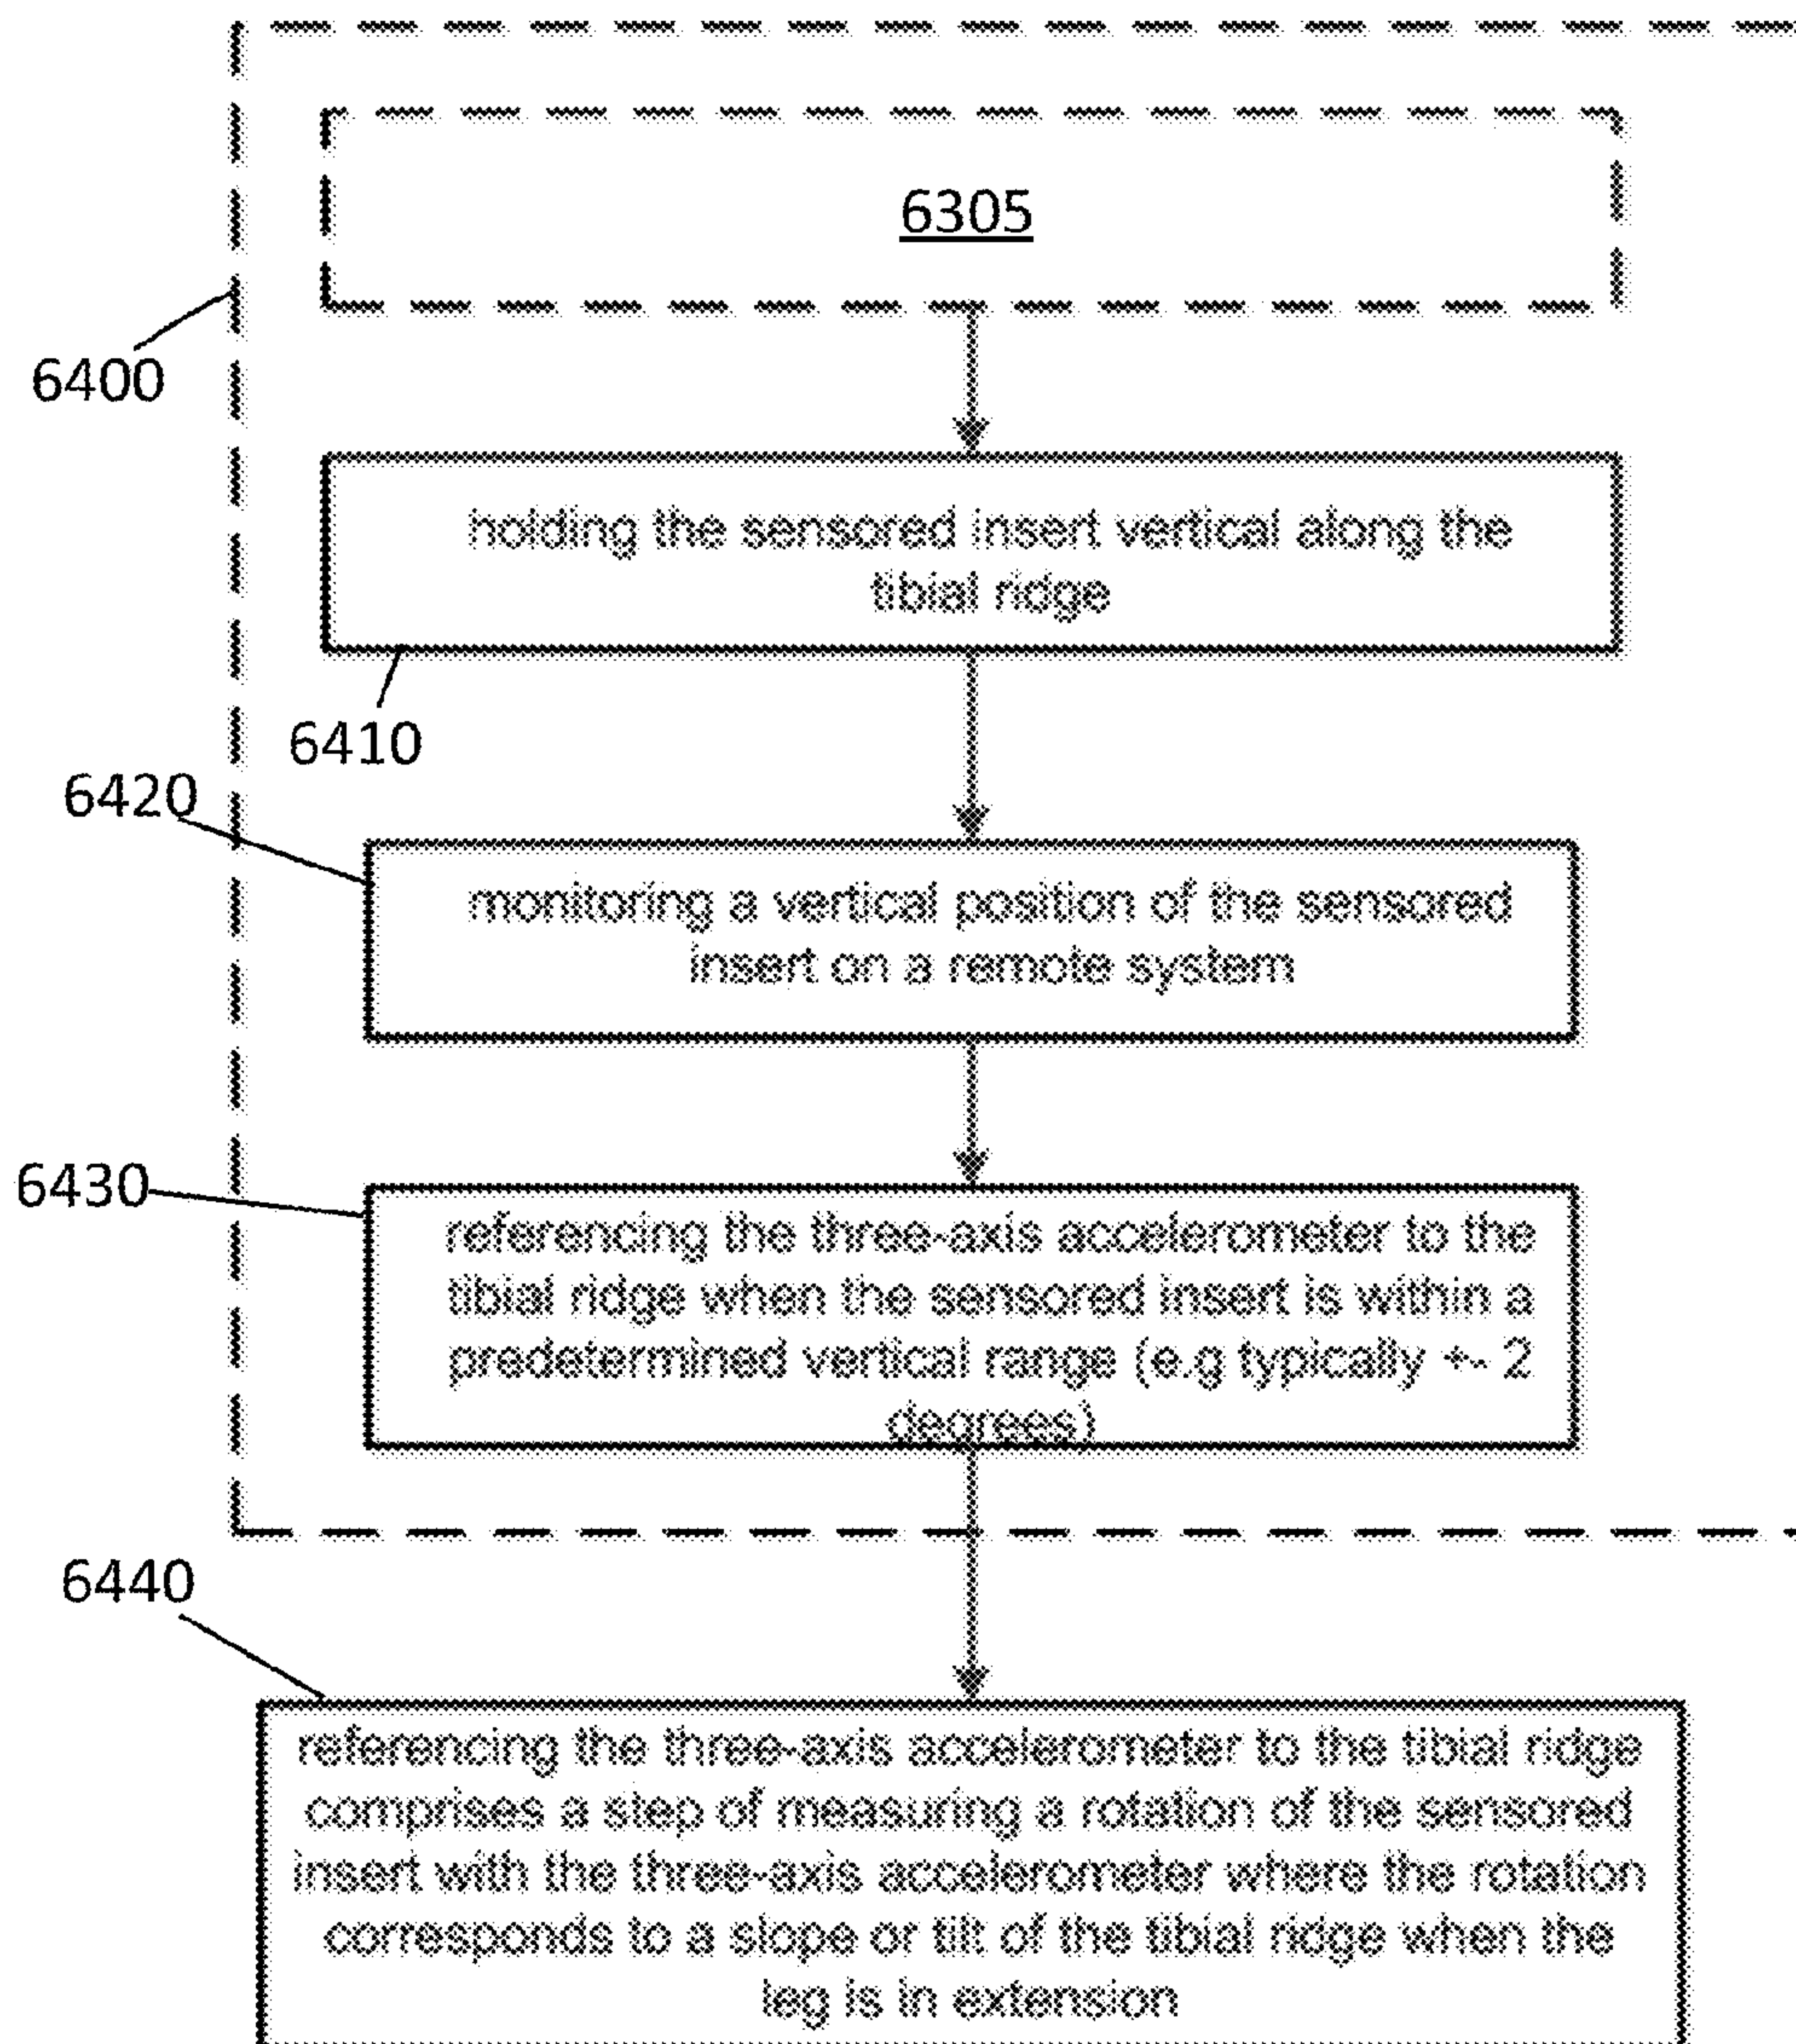 6305
6400
holding the sensored insert vertical along the
tibial ridge
6410
6420
monitoring a vertical position of the sensored
insert on a remote system
6430
referencing the three-axis accelerometer to the
tibial ridge when the sensored insert is within a
predetermined vertical range (e.g typically +- 2
degrees)
6440
referencing the three-axis accelerometer to the tibial ridge
comprises a step of measuring a rotation of the sensored
insert with the three-axis accelerometer where the rotation
corresponds to a slope or tilt of the tibial ridge when the
leg is in extension